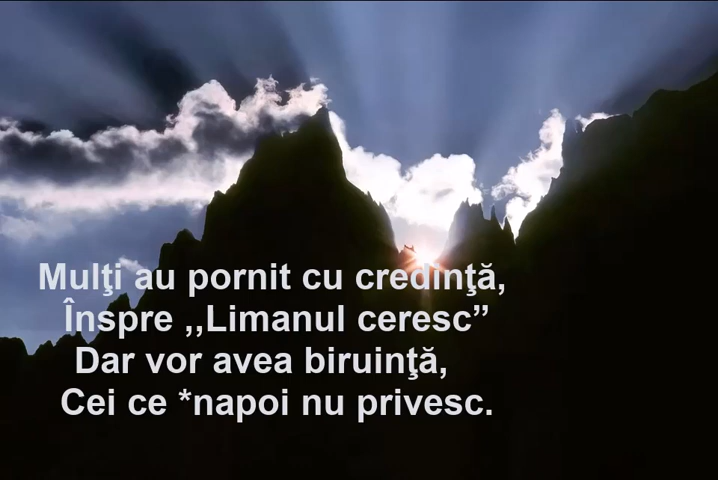 Mulţi au pornit cu credinţă,
Înspre ,,Limanul ceresc”
Dar vor avea biruinţă,
Cei ce *napoi nu privesc.